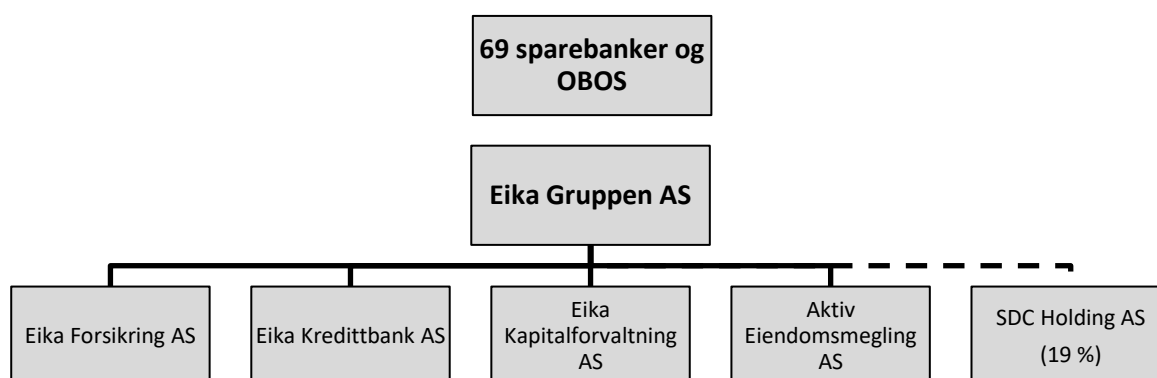 69 sparebanker og
OBOS
Eika Gruppen AS
Eika Forsikring AS
Eika Kredittbank AS
Eika
Kapitalforvaltning
AS
Aktiv
Eiendomsmegling
AS
SDC Holding AS
(19 %)